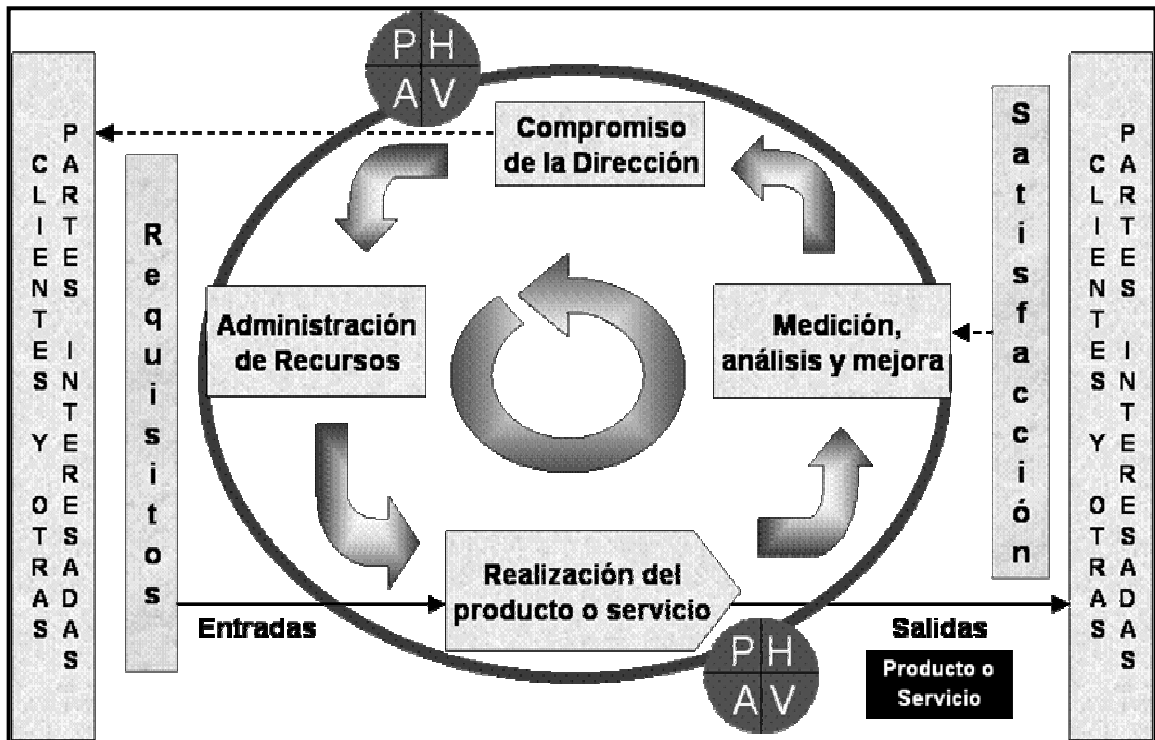 P H
A V
CLIENTES Y OTRAS
PARTES INTERESADAS
Requisitos
Compromiso
de la Dirección
Administración
de Recursos
Medición,
análisis y mejora
Realización del
producto o servicio
Entradas
Salidas
Producto o
Servicio
P H
A V
Satisfacción
CLIENTES Y OTRAS
PARTES INTERESADAS